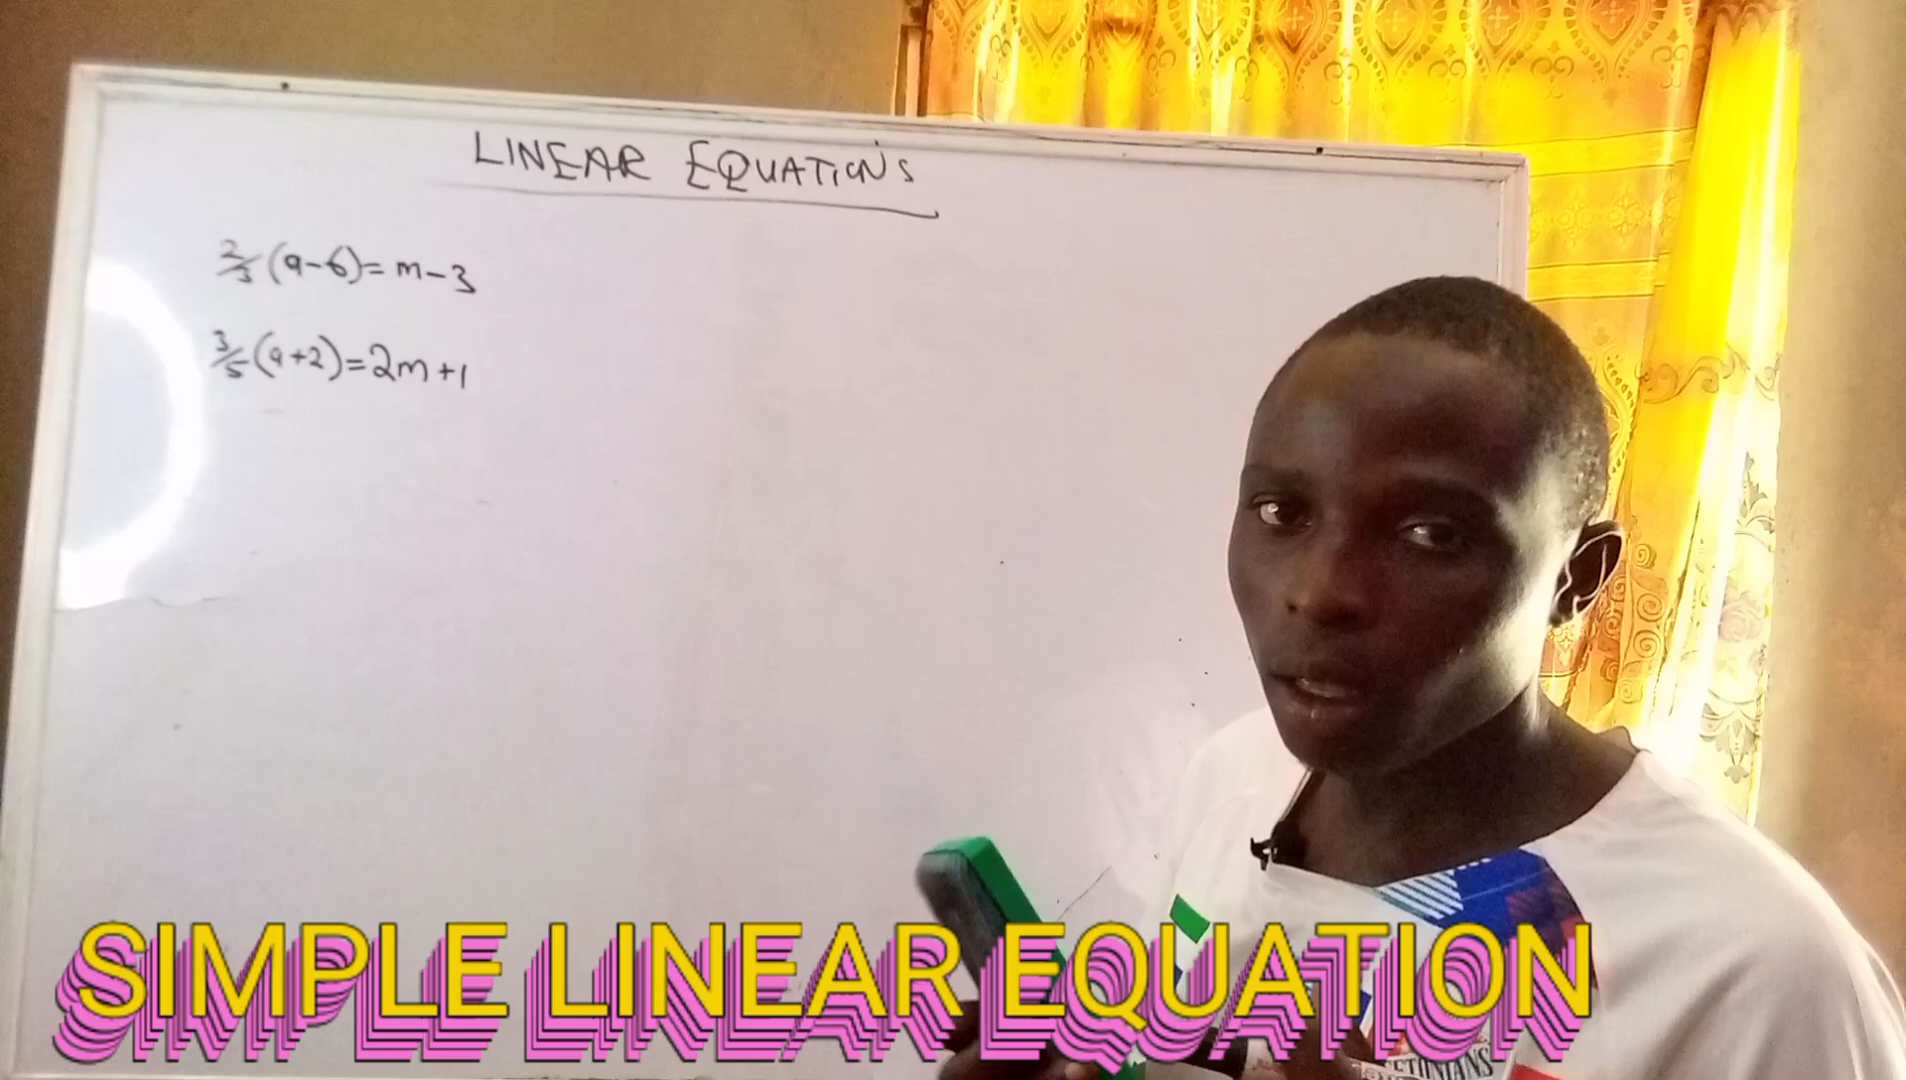 LINEAR EQUATIONS
2/3 (a-6) = m-3
3/5 (a+2) = 2m+1
SIMPLE LINEAR EQUATION